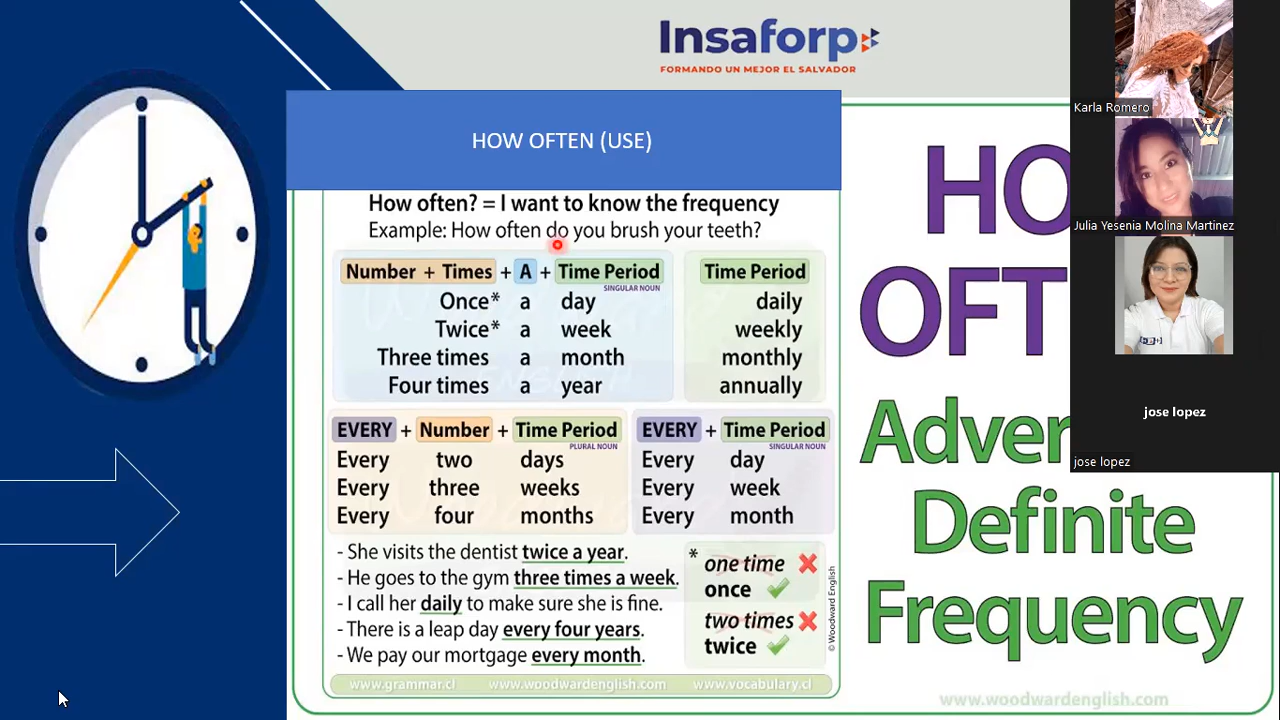 Insaforp
FORMANDO UN MEJOR EL SALVADOR
HOW OFTEN (USE)
How often? = I want to know the frequency
Example: How often do you brush your teeth?
Number + Times + A + Time Period
SINGULAR NOUN
Once* a day
Twice* a week
Three times a month
Four times a year
Time Period
daily
weekly
monthly
annually
EVERY + Number + Time Period
PLURAL NOUN
Every two days
Every three weeks
Every four months
EVERY + Time Period
SINGULAR NOUN
Every day
Every week
Every month
- She visits the dentist twice a year.
- He goes to the gym three times a week.
- I call her daily to make sure she is fine.
- There is a leap day every four years.
- We pay our mortgage every month.
* one time
once
two times
twice
© Woodward English
www.grammar.cl www.woodwardenglish.com www.vocabulary.cl
HO
OFT
Adver
Definite
Frequency
www.woodwardenglish.com
Karla Romero
Julia Yesenia Molina Martinez
jose lopez
jose lopez